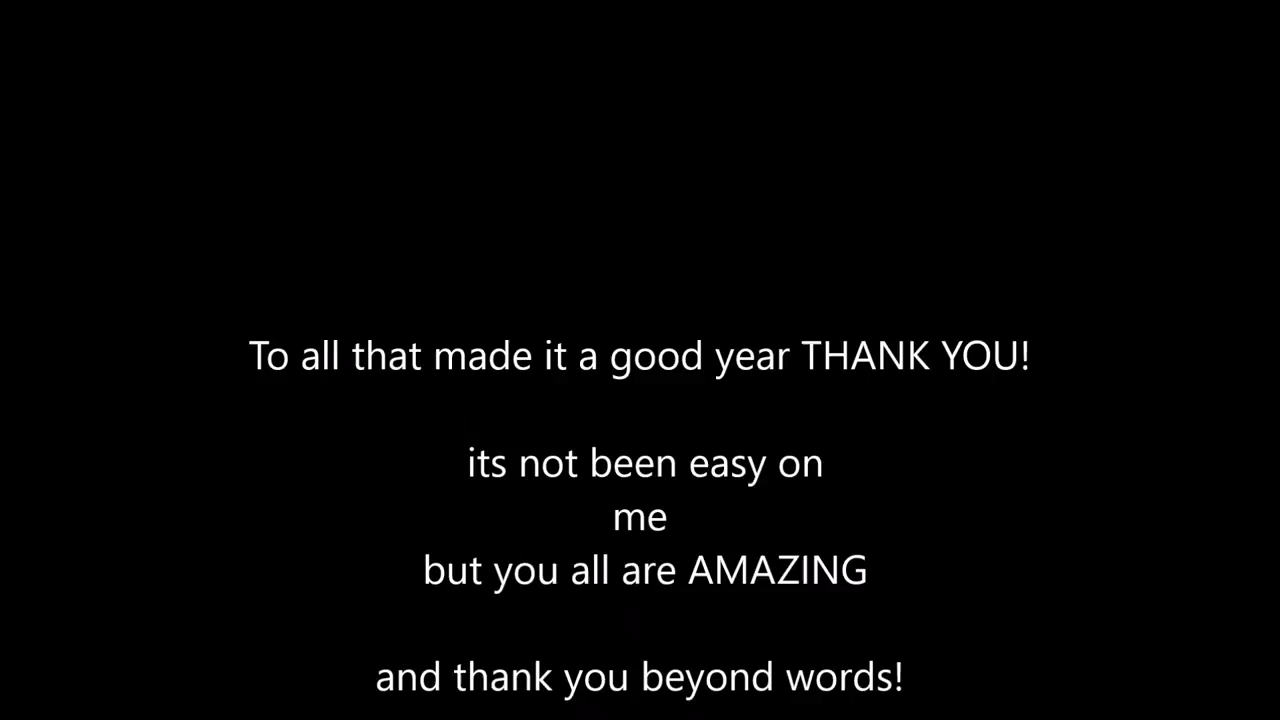 To all that made it a good year THANK YOU!
its not been easy on
me
but you all are AMAZING
and thank you beyond words!